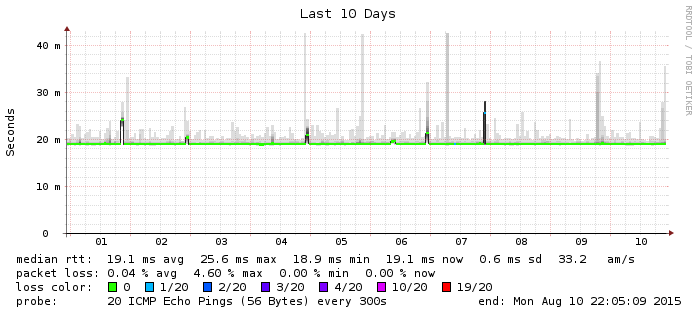 Last 10 Days
RRDTOOL / TOBI OETIKER
Seconds
40 m
30 m
20 m
10 m
0
01 02 03 04 05 06 07 08 09 10
median rtt: 19.1 ms avg 25.6 ms max 18.9 ms min 19.1 ms now 0.6 ms sd 33.2 am/s
packet loss: 0.04 % avg 4.60 % max 0.00 % min 0.00 % now
loss color: 0 1/20 2/20 3/20 4/20 10/20 19/20
probe: 20 ICMP Echo Pings (56 Bytes) every 300s end: Mon Aug 10 22:05:09 2015